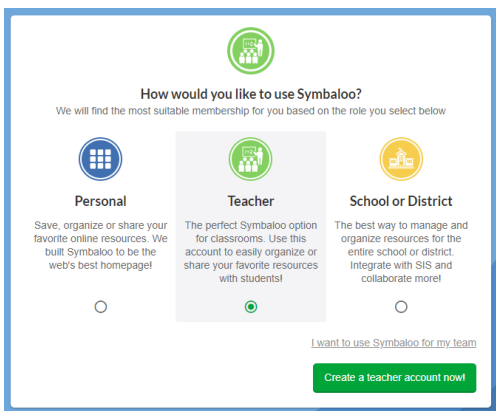 How would you like to use Symbaloo?
We will find the most suitable membership for you based on the role you select below
Personal
Save, organize or share your
favorite online resources. We
built Symbaloo to be the
web's best homepage!
Teacher
The perfect Symbaloo option
for classrooms. Use this
account to easily organize or
share your favorite resources
with students!
School or District
The best way to manage and
organize resources for the
entire school or district.
Integrate with SIS and
collaborate more!
I want to use Symbaloo for my team
Create a teacher account now!